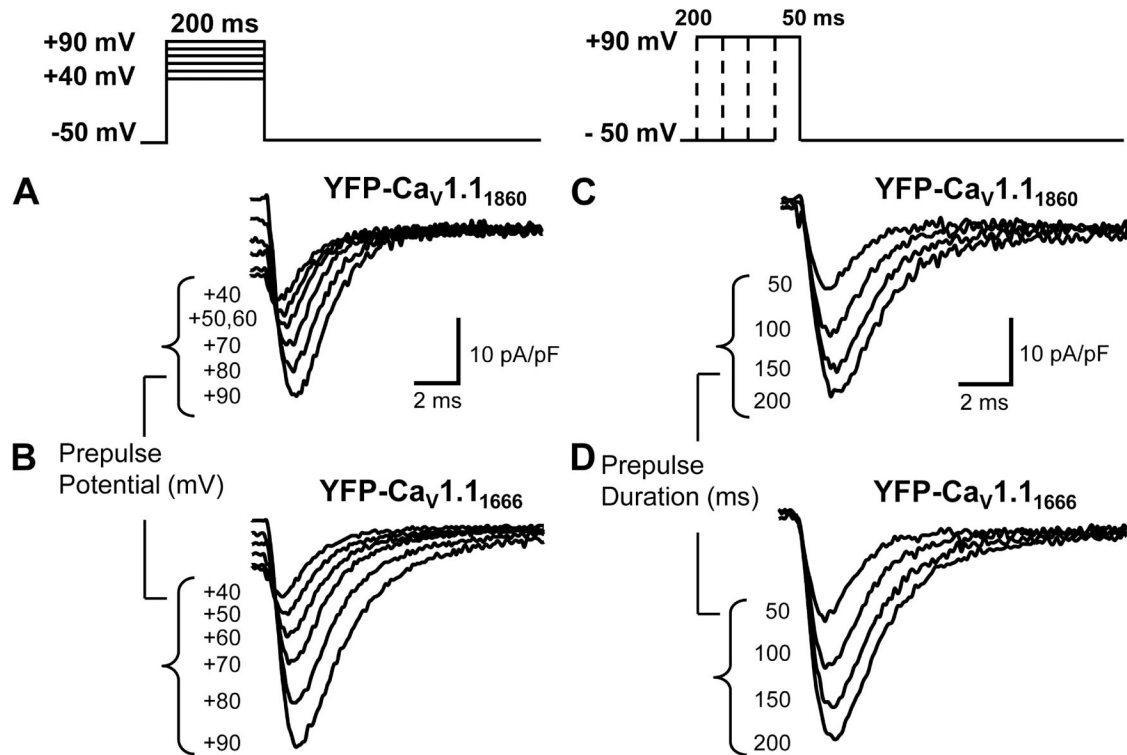 200 ms
+90 mV
+40 mV
-50 mV
200 50 ms
+90 mV
- 50 mV
A
YFP-CaV1.11860
+40
+50,60
+70
+80
+90
10 pA/pF
2 ms
Prepulse
Potential (mV)
B
YFP-CaV1.11666
+40
+50
+60
+70
+80
+90
C
YFP-CaV1.11860
50
100
150
200
10 pA/pF
2 ms
Prepulse
Duration (ms)
D
YFP-CaV1.11666
50
100
150
200